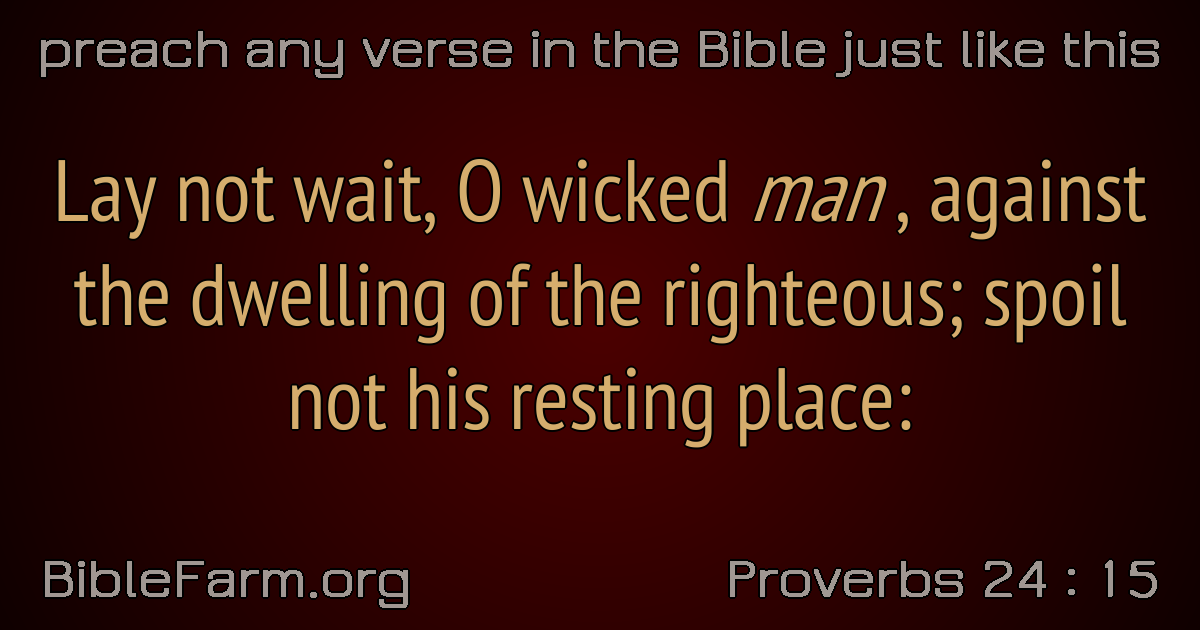 preach any verse in the Bible just like this
Lay not wait, O wicked man , against
the dwelling of the righteous; spoil
not his resting place:
BibleFarm.org
Proverbs 24 : 15